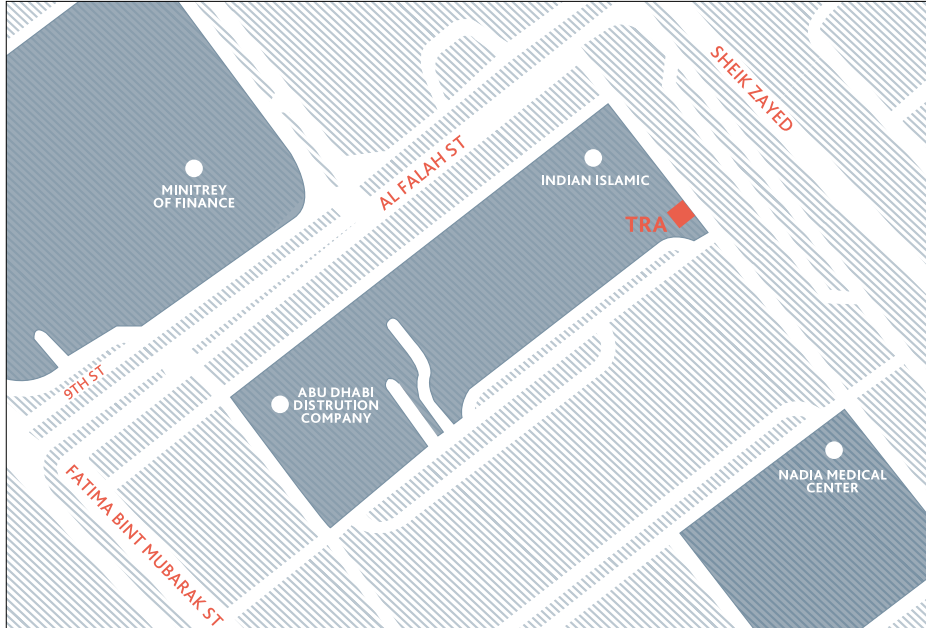 SHEIK ZAYED
AL FALAH ST
MINITREY
OF FINANCE
INDIAN ISLAMIC
TRA
9TH ST
ABU DHABI
DISTRUTION
COMPANY
FATIMA BINT MUBARAK ST
NADIA MEDICAL
CENTER